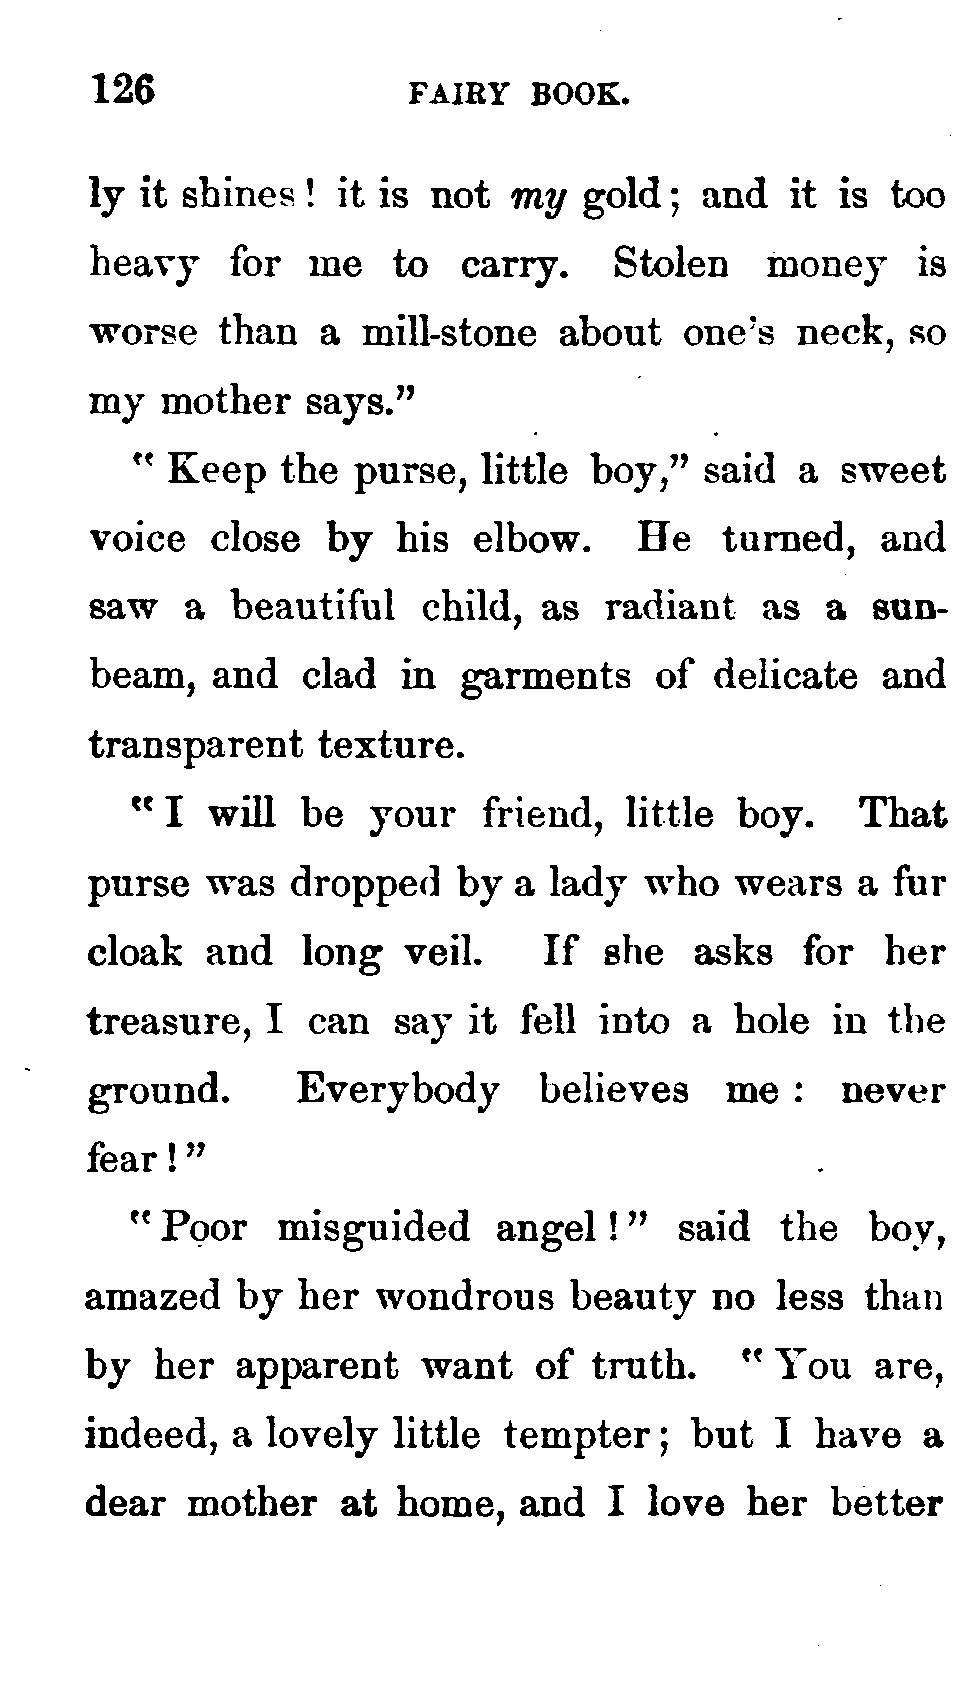 126 FAIRY BOOK.
ly it shines! it is not my gold; and it is too
heavy for me to carry. Stolen money is
worse than a mill-stone about one's neck, so
my mother says.”
“Keep the purse, little boy,” said a sweet
voice close by his elbow. He turned, and
saw a beautiful child, as radiant as a sun-
beam, and clad in garments of delicate and
transparent texture.
“I will be your friend, little boy. That
purse was dropped by a lady who wears a fur
cloak and long veil. If she asks for her
treasure, I can say it fell into a hole in the
ground. Everybody believes me: never
fear!”
“Poor misguided angel!” said the boy,
amazed by her wondrous beauty no less than
by her apparent want of truth. “You are,
indeed, a lovely little tempter; but I have a
dear mother at home, and I love her better